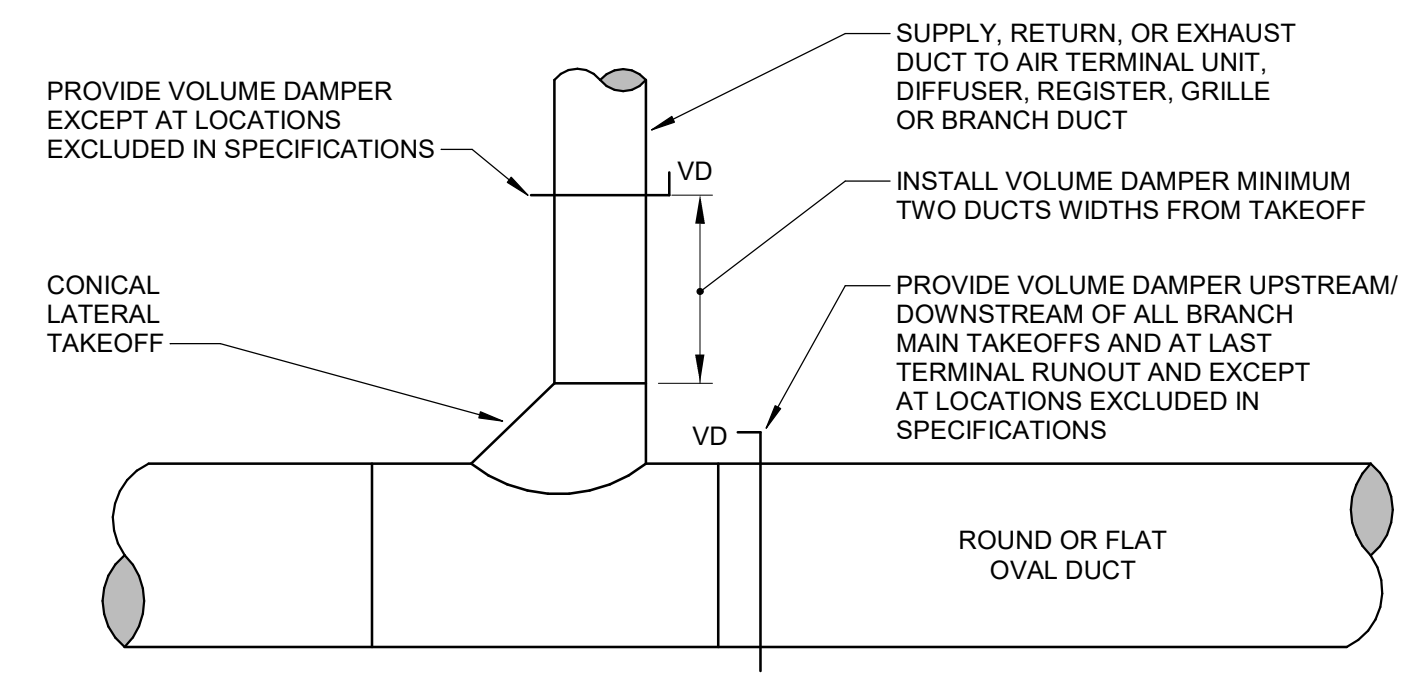 PROVIDE VOLUME DAMPER
EXCEPT AT LOCATIONS
EXCLUDED IN SPECIFICATIONS
SUPPLY, RETURN, OR EXHAUST
DUCT TO AIR TERMINAL UNIT,
DIFFUSER, REGISTER, GRILLE
OR BRANCH DUCT
VD
INSTALL VOLUME DAMPER MINIMUM
TWO DUCTS WIDTHS FROM TAKEOFF
CONICAL
LATERAL
TAKEOFF
PROVIDE VOLUME DAMPER UPSTREAM/
DOWNSTREAM OF ALL BRANCH
MAIN TAKEOFFS AND AT LAST
TERMINAL RUNOUT AND EXCEPT
AT LOCATIONS EXCLUDED IN
SPECIFICATIONS
VD
ROUND OR FLAT
OVAL DUCT